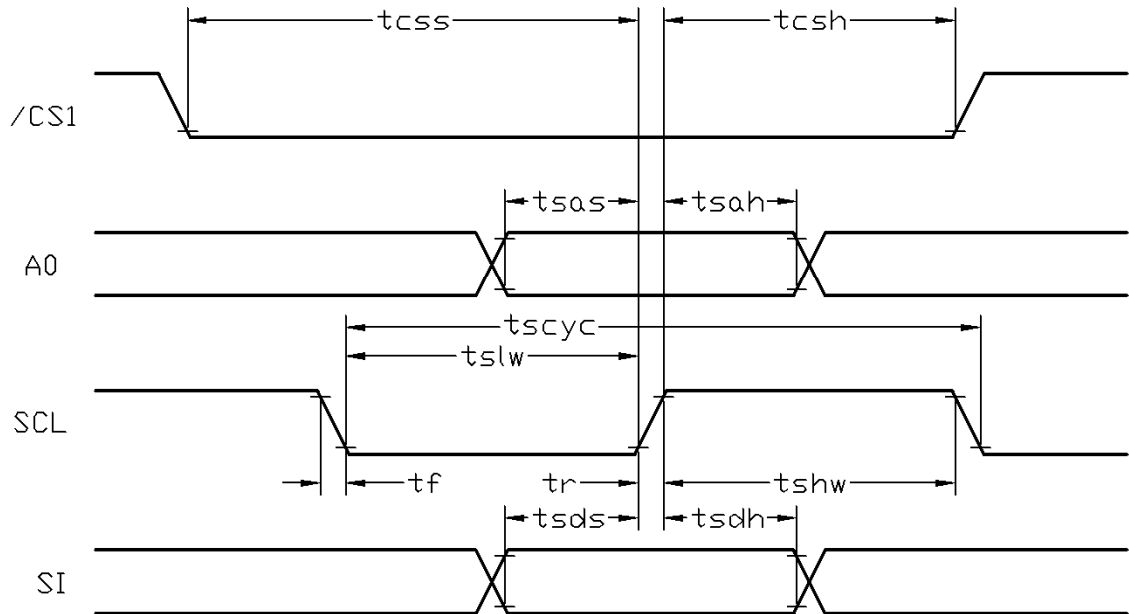 tcss
tcsh
/CS1
tsas
tsah
A0
tscyc
tslw
SCL
tf
tr
tshw
tsds
tsdh
SI